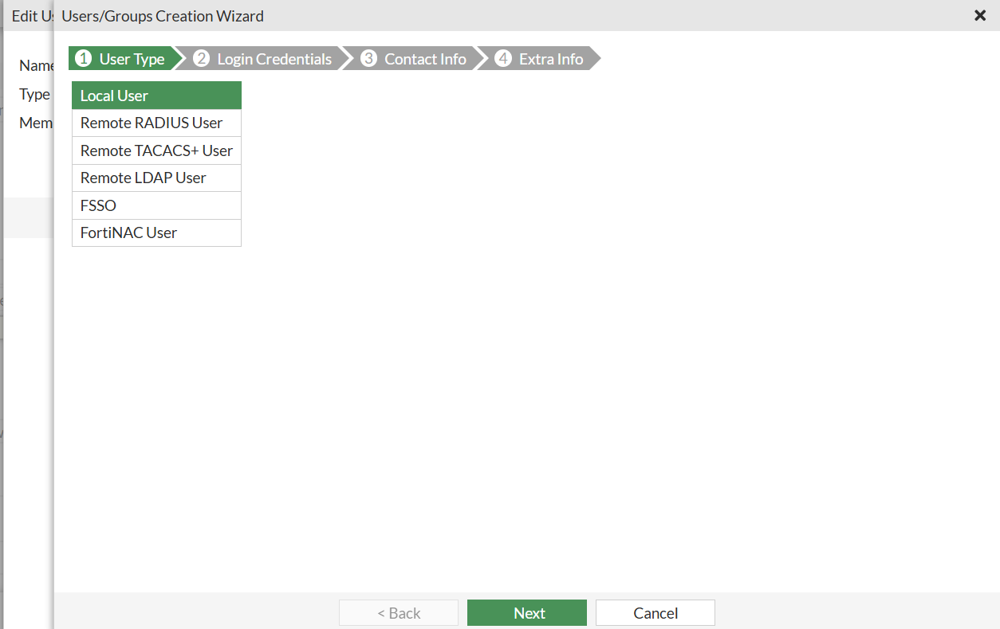 Edit Us
Users/Groups Creation Wizard
1 User Type
2 Login Credentials
3 Contact Info
4 Extra Info
Name
Type
Mem
Local User
Remote RADIUS User
Remote TACACS+ User
Remote LDAP User
FSSO
FortiNAC User
< Back
Next
Cancel